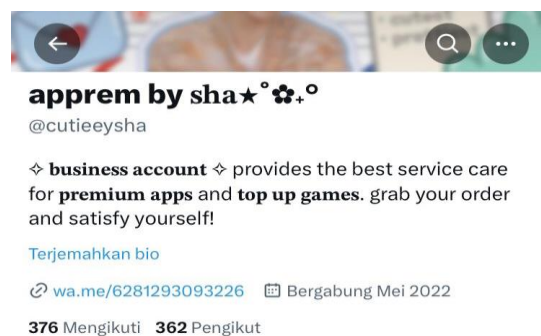 apprem by sha★˚✿˖°
@cutieeysha
✧ business account ✧ provides the best service care
for premium apps and top up games. grab your order
and satisfy yourself!
Terjemahkan bio
wa.me/6281293093226 Bergabung Mei 2022
376 Mengikuti 362 Pengikut